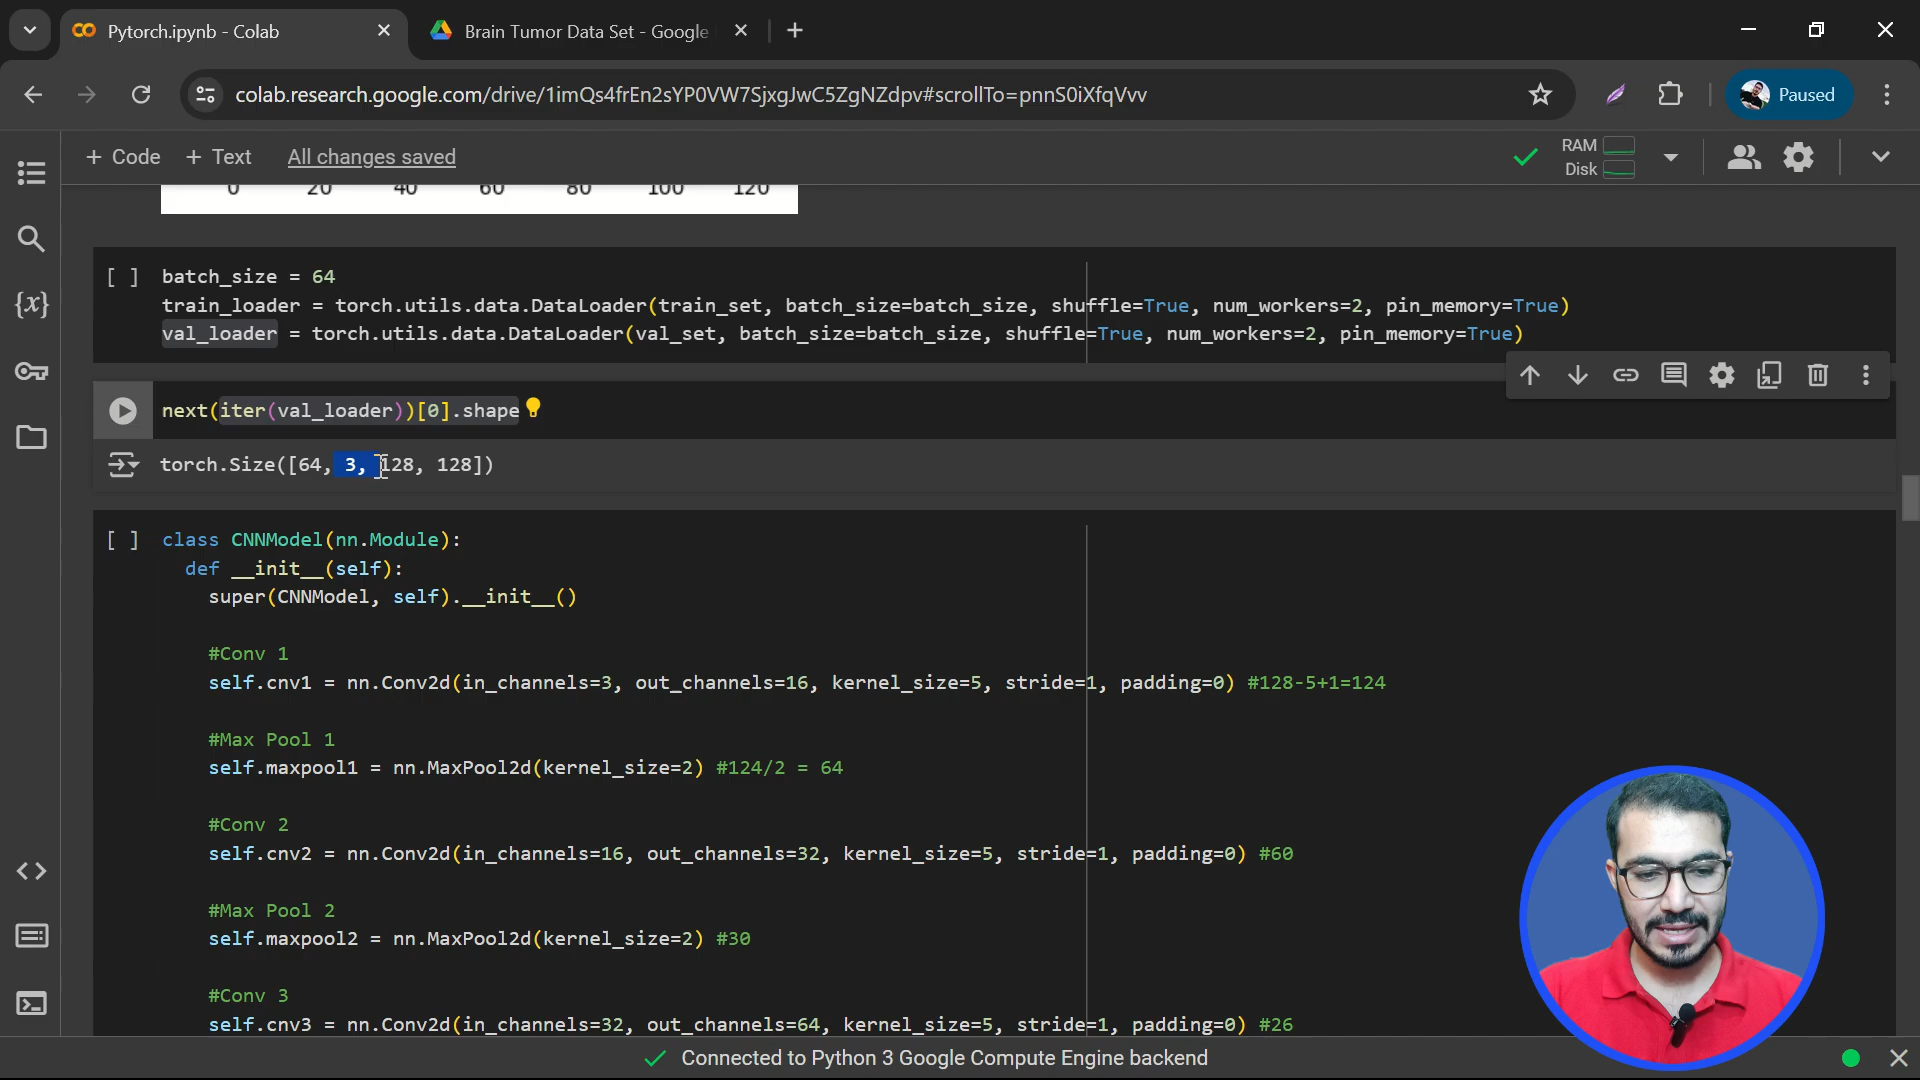 Pytorch.ipynb - Colab
Brain Tumor Data Set - Google
colab.research.google.com/drive/1imQs4frEn2sYP0VW7SjxgJwC5ZgNZdpv#scrollTo=pnnS0iXfqVvv
Paused
+ Code + Text All changes saved
RAM
Disk
0 20 40 60 80 100 120
[ ] batch_size = 64
train_loader = torch.utils.data.DataLoader(train_set, batch_size=batch_size, shuffle=True, num_workers=2, pin_memory=True)
val_loader = torch.utils.data.DataLoader(val_set, batch_size=batch_size, shuffle=True, num_workers=2, pin_memory=True)
next(iter(val_loader))[0].shape
torch.Size([64, 3, 128, 128])
[ ] class CNNModel(nn.Module):
def __init__(self):
super(CNNModel, self).__init__()
#Conv 1
self.cnv1 = nn.Conv2d(in_channels=3, out_channels=16, kernel_size=5, stride=1, padding=0) #128-5+1=124
#Max Pool 1
self.maxpool1 = nn.MaxPool2d(kernel_size=2) #124/2 = 64
#Conv 2
self.cnv2 = nn.Conv2d(in_channels=16, out_channels=32, kernel_size=5, stride=1, padding=0) #60
#Max Pool 2
self.maxpool2 = nn.MaxPool2d(kernel_size=2) #30
#Conv 3
self.cnv3 = nn.Conv2d(in_channels=32, out_channels=64, kernel_size=5, stride=1, padding=0) #26
Connected to Python 3 Google Compute Engine backend